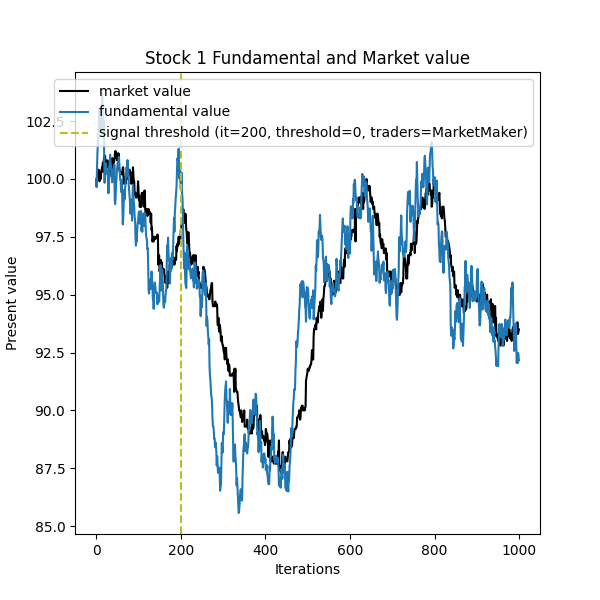 Stock 1 Fundamental and Market value
market value
fundamental value
signal threshold (it=200, threshold=0, traders=MarketMaker)
Present value
102.5
100.0
97.5
95.0
92.5
90.0
87.5
85.0
0 200 400 600 800 1000
Iterations